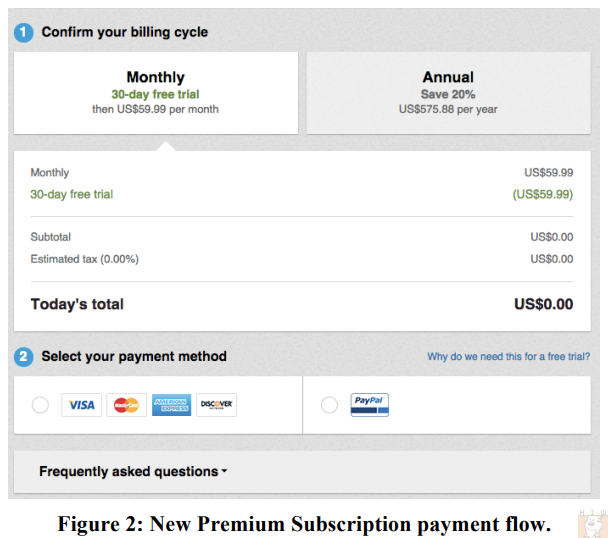 1 Confirm your billing cycle
Monthly
30-day free trial
then US$59.99 per month
Annual
Save 20%
US$575.88 per year
Monthly US$59.99
30-day free trial (US$59.99)
Subtotal US$0.00
Estimated tax (0.00%) US$0.00
Today's total US$0.00
2 Select your payment method Why do we need this for a free trial?
VISA MasterCard AMERICAN EXPRESS DISCOVER NETWORK PayPal
Frequently asked questions
Figure 2: New Premium Subscription payment flow.
H I W